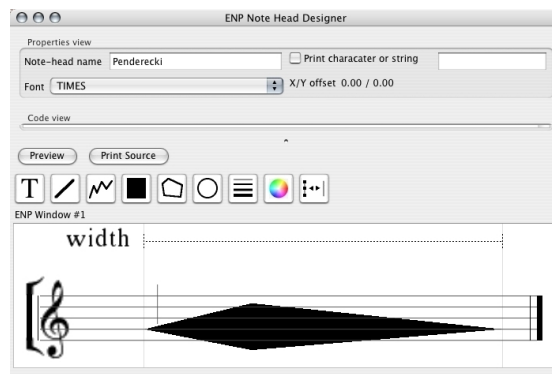 ENP Note Head Designer
Properties view
Note-head name Penderecki Print characater or string
Font TIMES X/Y offset 0.00 / 0.00
Code view
Preview Print Source
T
ENP Window #1
width